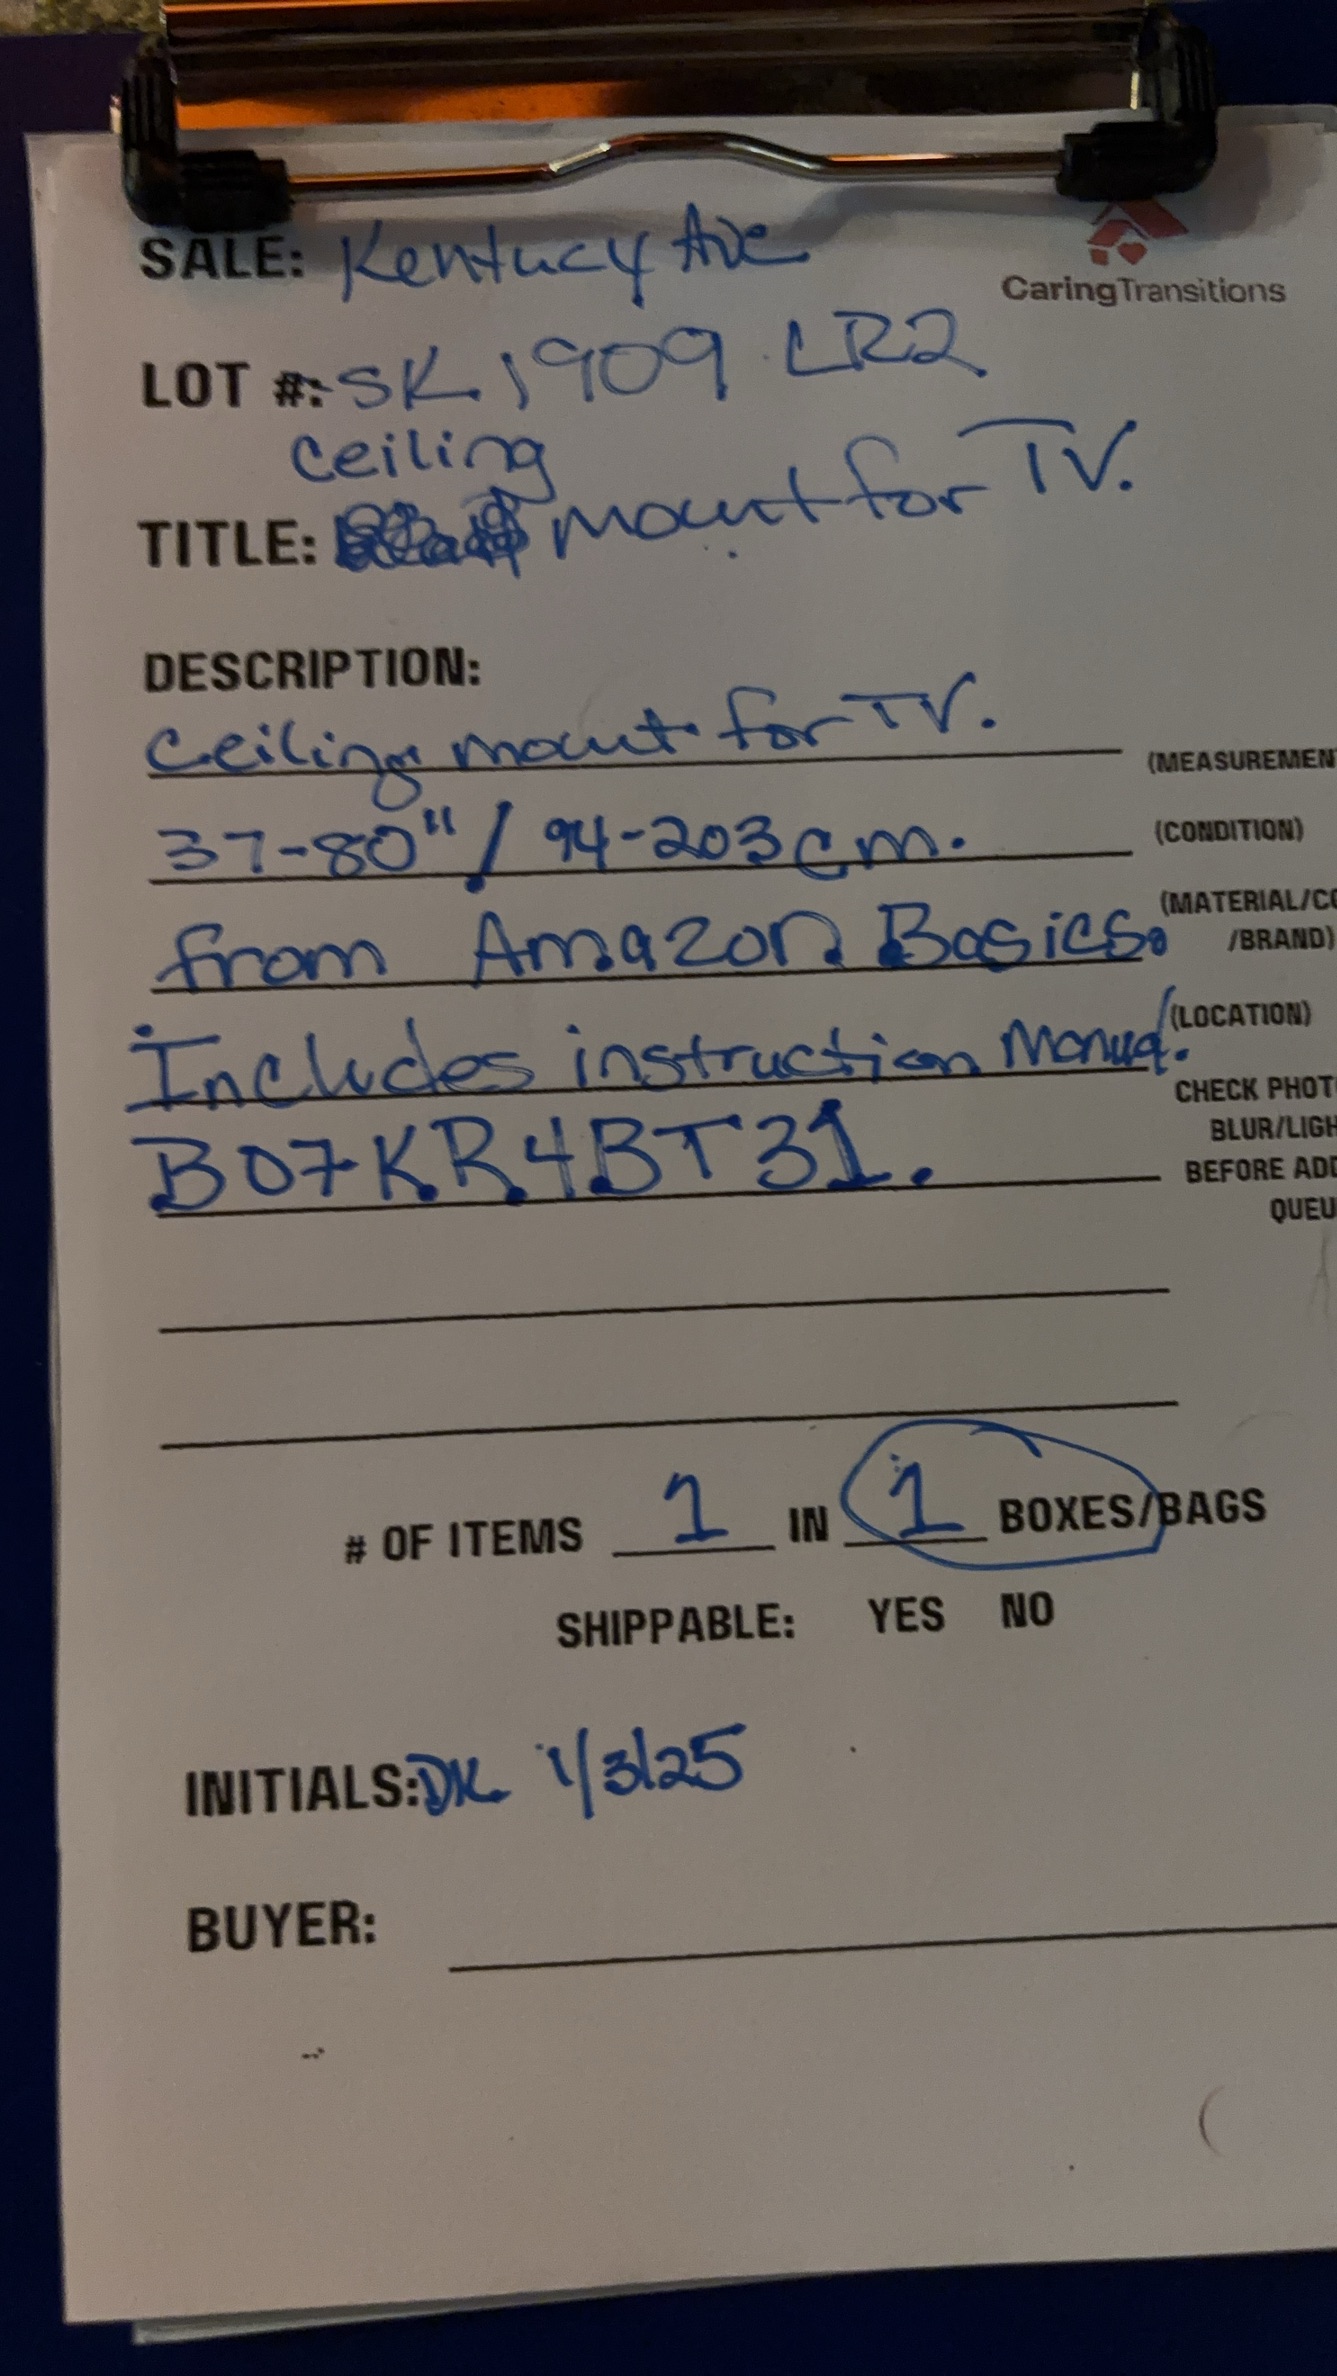 SALE: Kentucy Ave
CaringTransitions
LOT #: SK 1909 LR2
ceiling
TITLE: mount for TV.
DESCRIPTION:
Ceiling mount for TV.
(MEASUREMEN
37-80" / 94-203cm.
(CONDITION)
from Amazon Basics.
(MATERIAL/CO
/BRAND)
Includes instruction Manual.
(LOCATION)
CHECK PHOT
BLUR/LIGH
B07KR4BT31.
BEFORE ADD
QUEU
# OF ITEMS 1 IN 1 BOXES/BAGS
SHIPPABLE: YES NO
INITIALS: DK 1/3/25
BUYER: